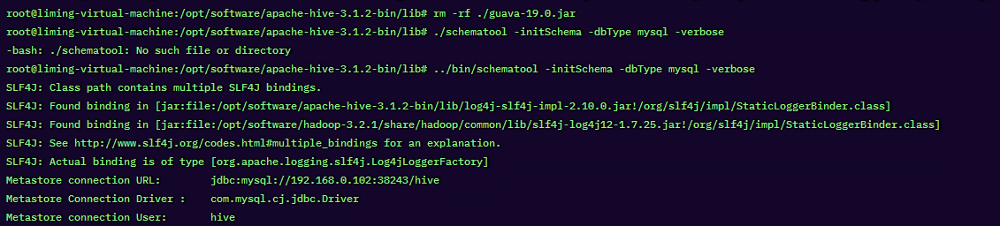 root@liming-virtual-machine:/opt/software/apache-hive-3.1.2-bin/lib# rm -rf ./guava-19.0.jar
root@liming-virtual-machine:/opt/software/apache-hive-3.1.2-bin/lib# ./schematool -initSchema -dbType mysql -verbose
-bash: ./schematool: No such file or directory
root@liming-virtual-machine:/opt/software/apache-hive-3.1.2-bin/lib# ../bin/schematool -initSchema -dbType mysql -verbose
SLF4J: Class path contains multiple SLF4J bindings.
SLF4J: Found binding in [jar:file:/opt/software/apache-hive-3.1.2-bin/lib/log4j-slf4j-impl-2.10.0.jar!/org/slf4j/impl/StaticLoggerBinder.class]
SLF4J: Found binding in [jar:file:/opt/software/hadoop-3.2.1/share/hadoop/common/lib/slf4j-log4j12-1.7.25.jar!/org/slf4j/impl/StaticLoggerBinder.class]
SLF4J: See http://www.slf4j.org/codes.html#multiple_bindings for an explanation.
SLF4J: Actual binding is of type [org.apache.logging.slf4j.Log4jLoggerFactory]
Metastore connection URL:        jdbc:mysql://192.168.0.102:38243/hive
Metastore Connection Driver :    com.mysql.cj.jdbc.Driver
Metastore connection User:       hive